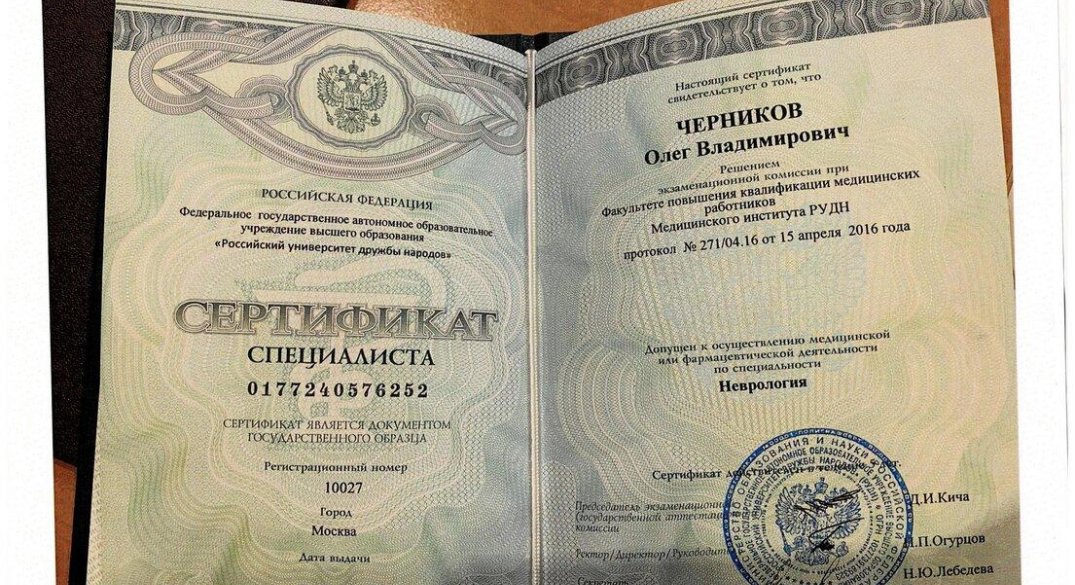 РОССИЙСКАЯ ФЕДЕРАЦИЯ
Федеральное государственное автономное образовательное
учреждение высшего образования
«Российский университет дружбы народов»
СЕРТИФИКАТ
СПЕЦИАЛИСТА
0177240576252
СЕРТИФИКАТ ЯВЛЯЕТСЯ ДОКУМЕНТОМ
ГОСУДАРСТВЕННОГО ОБРАЗЦА
Регистрационный номер
10027
Город
Москва
Дата выдачи
Настоящий сертификат
свидетельствует о том, что
ЧЕРНИКОВ
Олег Владимирович
Решением
экзаменационной комиссии при
Факультете повышения квалификации медицинских
работников
Медицинского института РУДН
протокол № 271/04.16 от 15 апреля 2016 года
Допущен к осуществлению медицинской
или фармацевтической деятельности
по специальности
Неврология
Сертификат действителен в течение
Председатель экзаменационной
(государственной
комиссии
Д.И.Кича
Ректор/Директор/Руководитель
Огурцов
Секретарь
Н.Ю.Лебедева